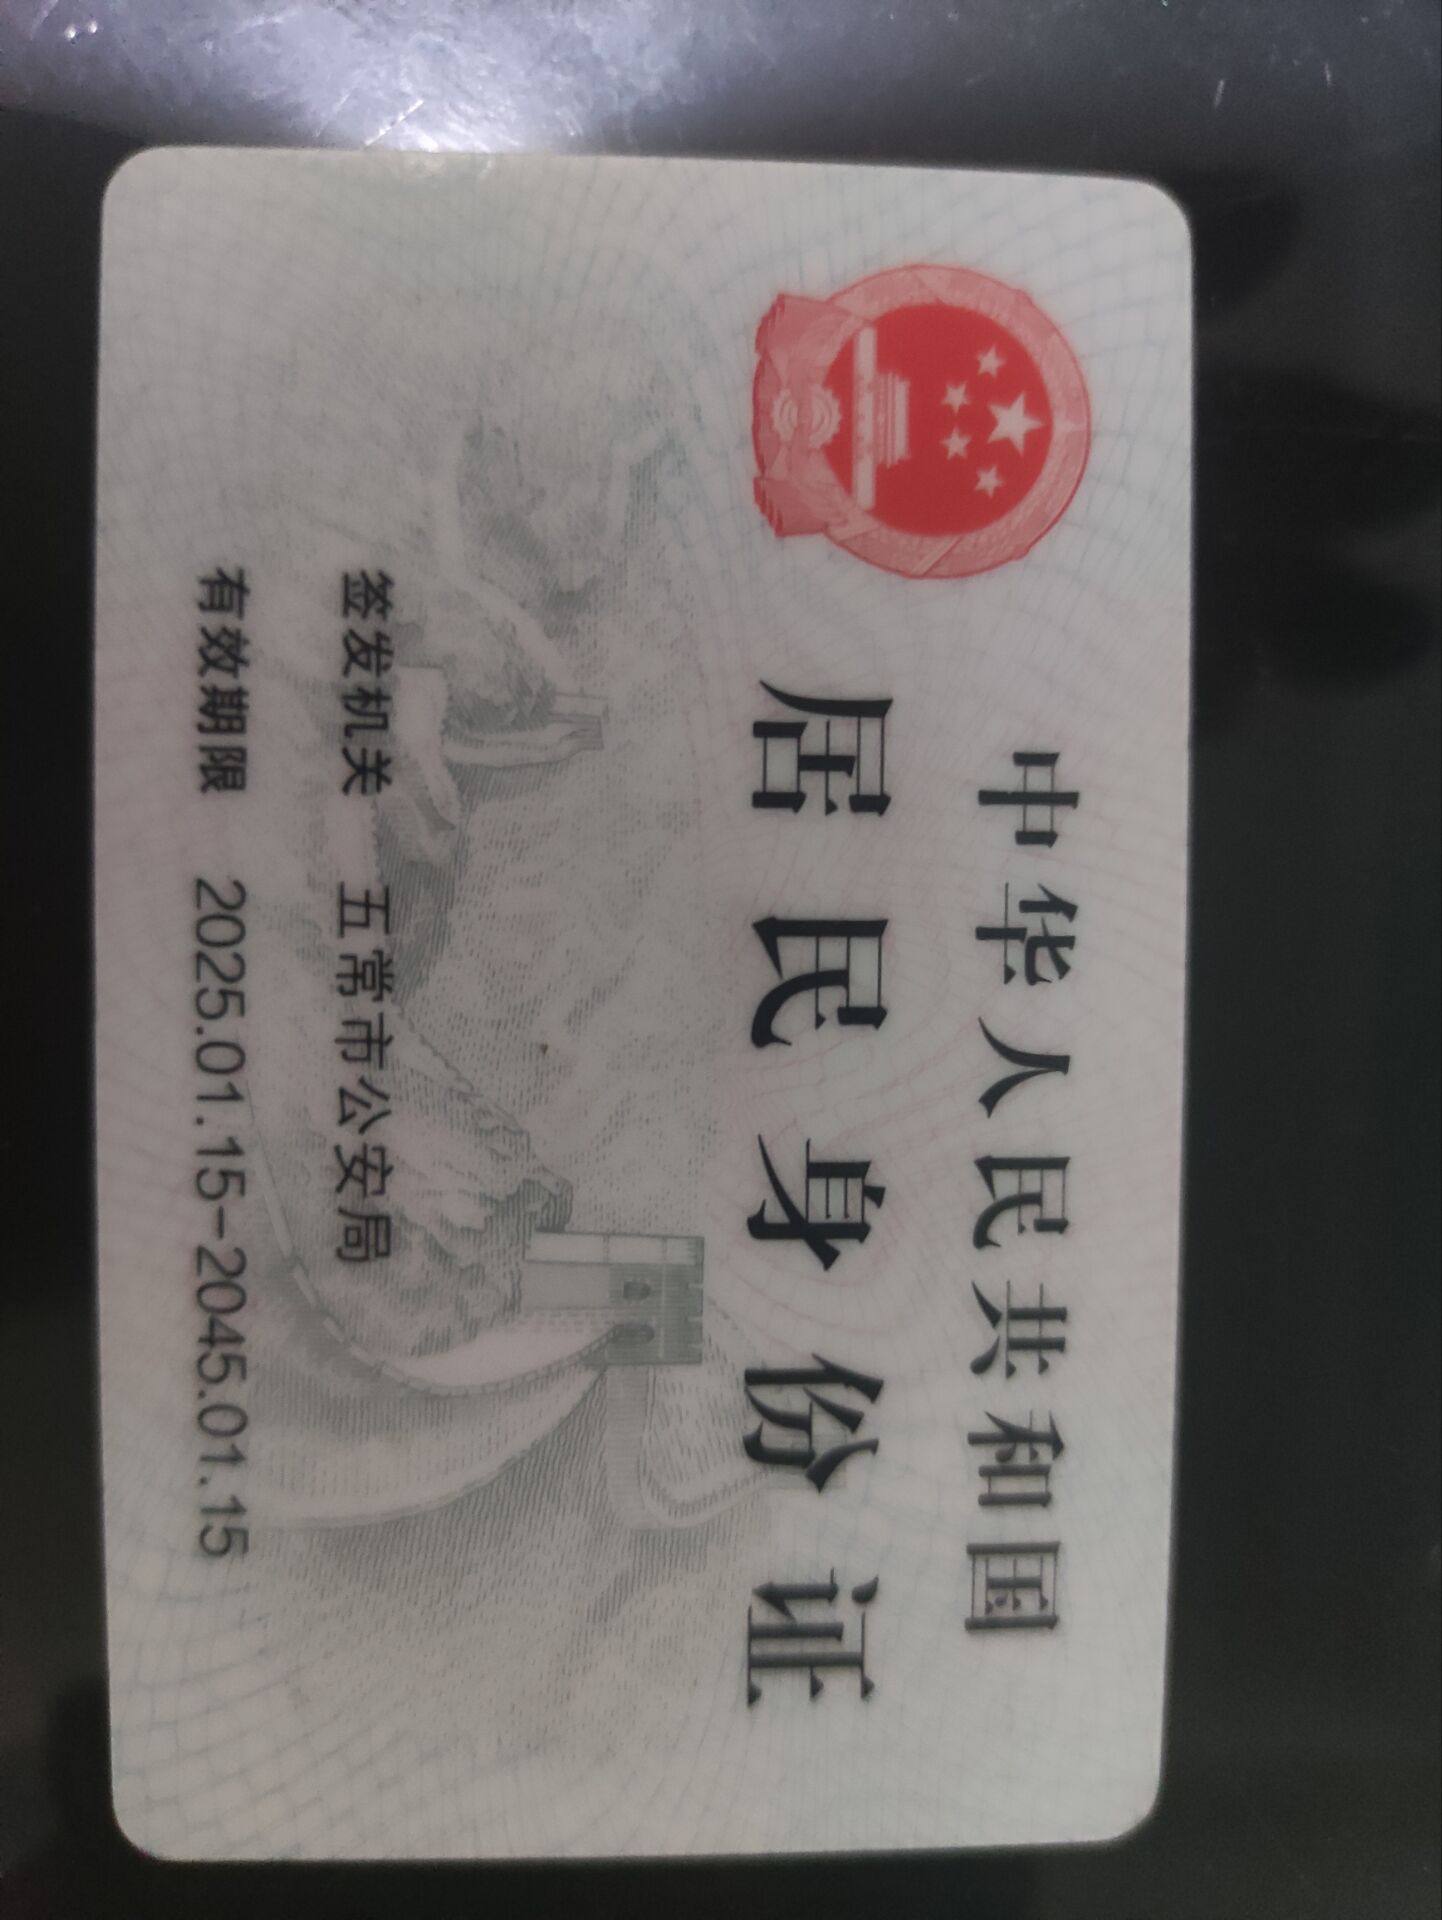 中华人民共和国
居民身份证
签发机关 五常市公安局
有效期限 2025.01.15-2045.01.15